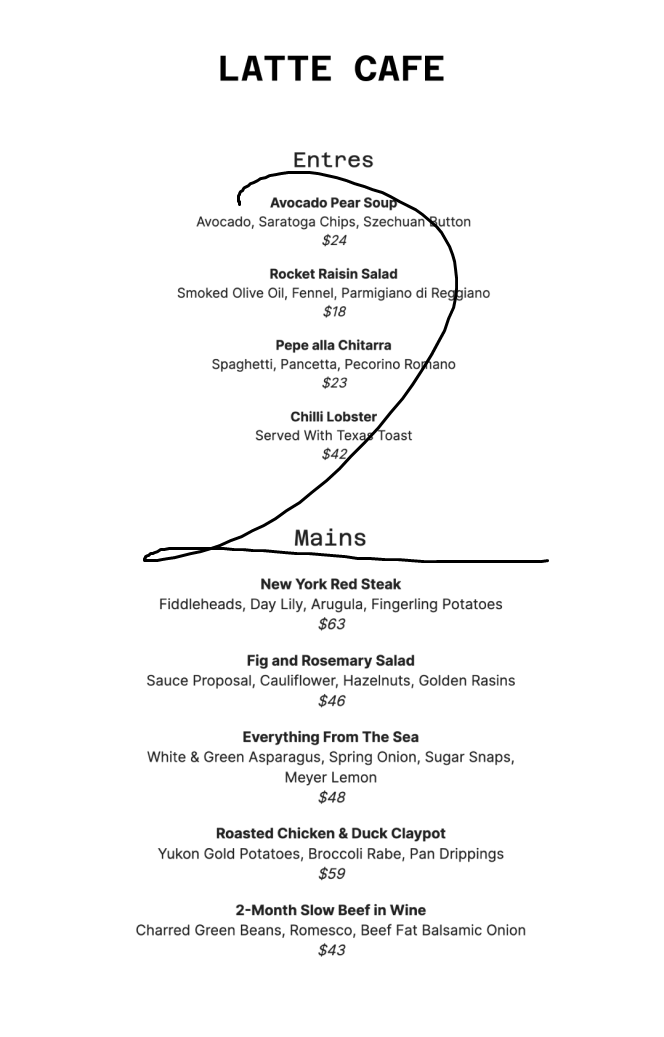 LATTE CAFE
Entres
Avocado Pear Soup
Avocado, Saratoga Chips, Szechuan Button
$24
Rocket Raisin Salad
Smoked Olive Oil, Fennel, Parmigiano di Reggiano
$18
Pepe alla Chitarra
Spaghetti, Pancetta, Pecorino Romano
$23
Chilli Lobster
Served With Texas Toast
$42
2
Mains
New York Red Steak
Fiddleheads, Day Lily, Arugula, Fingerling Potatoes
$63
Fig and Rosemary Salad
Sauce Proposal, Cauliflower, Hazelnuts, Golden Rasins
$46
Everything From The Sea
White & Green Asparagus, Spring Onion, Sugar Snaps,
Meyer Lemon
$48
Roasted Chicken & Duck Claypot
Yukon Gold Potatoes, Broccoli Rabe, Pan Drippings
$59
2-Month Slow Beef in Wine
Charred Green Beans, Romesco, Beef Fat Balsamic Onion
$43